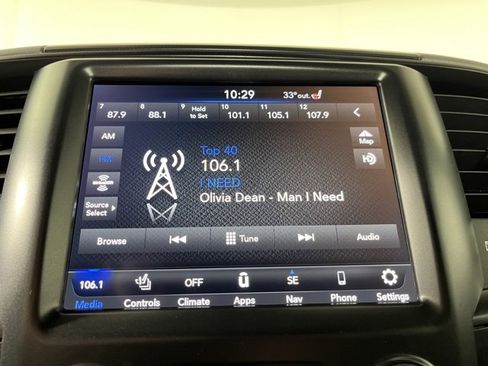 10:29 33°out.
7 8 9 10 11 12
87.9 88.1 Hold to Set 101.1 105.1 107.9
AM
FM
Source Select
Top 40
106.1
I NEED
Olivia Dean - Man I Need
Map
HD
Browse Tune Audio
106.1 OFF SE
Media Controls Climate Apps Nav Phone Settings